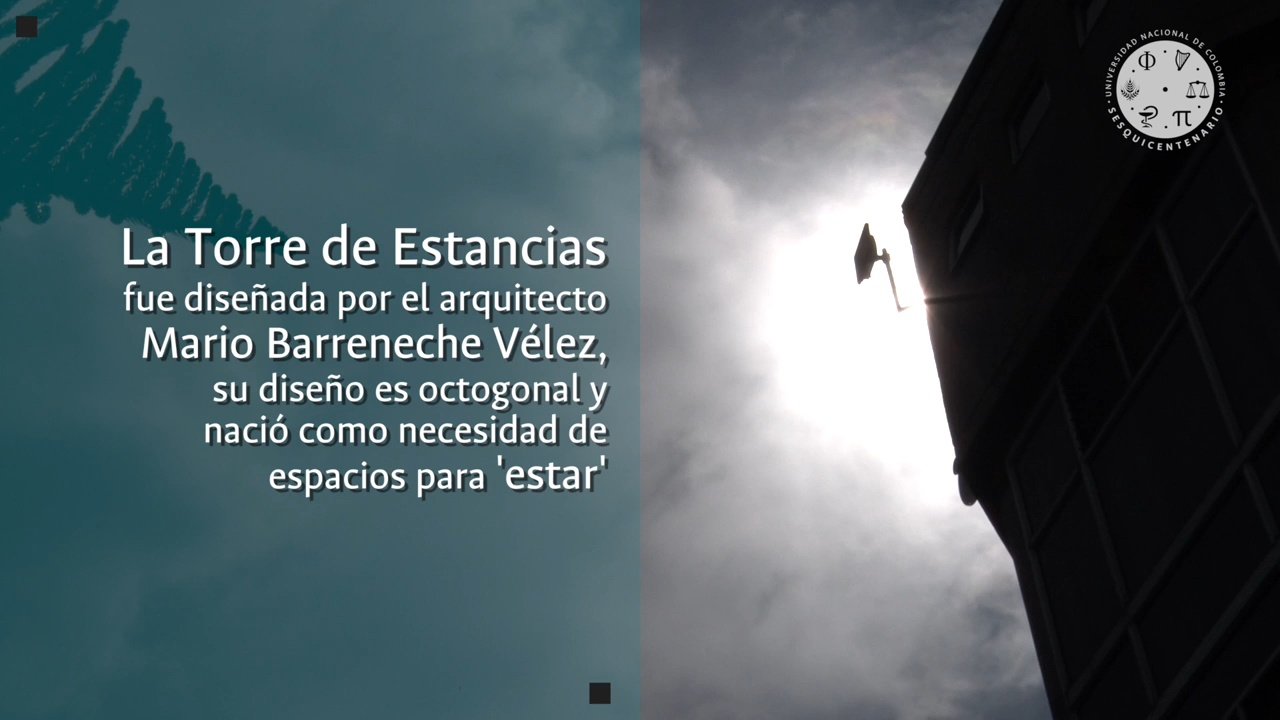 La Torre de Estancias
fue diseñada por el arquitecto
Mario Barreneche Vélez,
su diseño es octogonal y
nació como necesidad de
espacios para 'estar'
· UNIVERSIDAD NACIONAL DE COLOMBIA ·
SESQUICENTENARIO
Φ
π